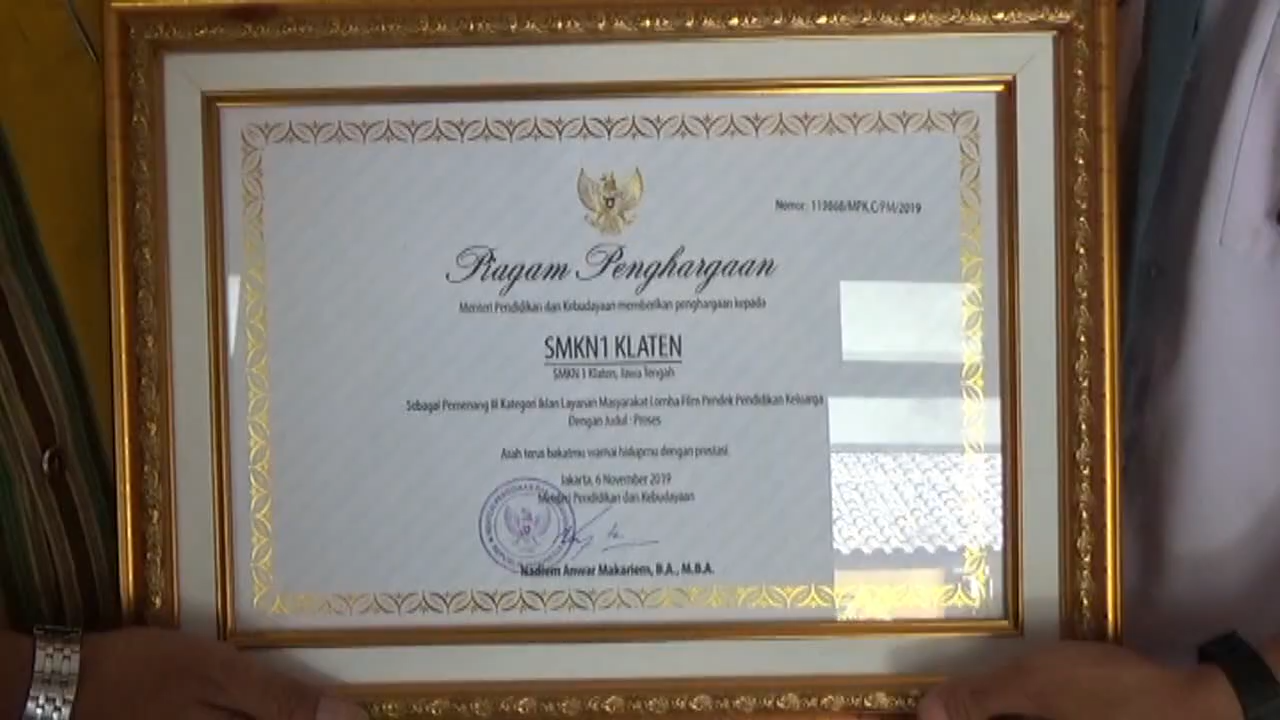 Nomor: 119868/MPK.C/PM/2019
Piagam Penghargaan
Menteri Pendidikan dan Kebudayaan memberikan penghargaan kepada
SMKN1 KLATEN
SMKN 1 Klaten, Jawa Tengah
Sebagai Pemenang III Kategori Iklan Layanan Masyarakat Lomba Film Pendek Pendidikan Keluarga
Dengan Judul : Proses
Asah terus bakatmu warnai hidupmu dengan prestasi
Jakarta, 6 November 2019
Menteri Pendidikan dan Kebudayaan
Nadiem Anwar Makariem, B.A., M.B.A.